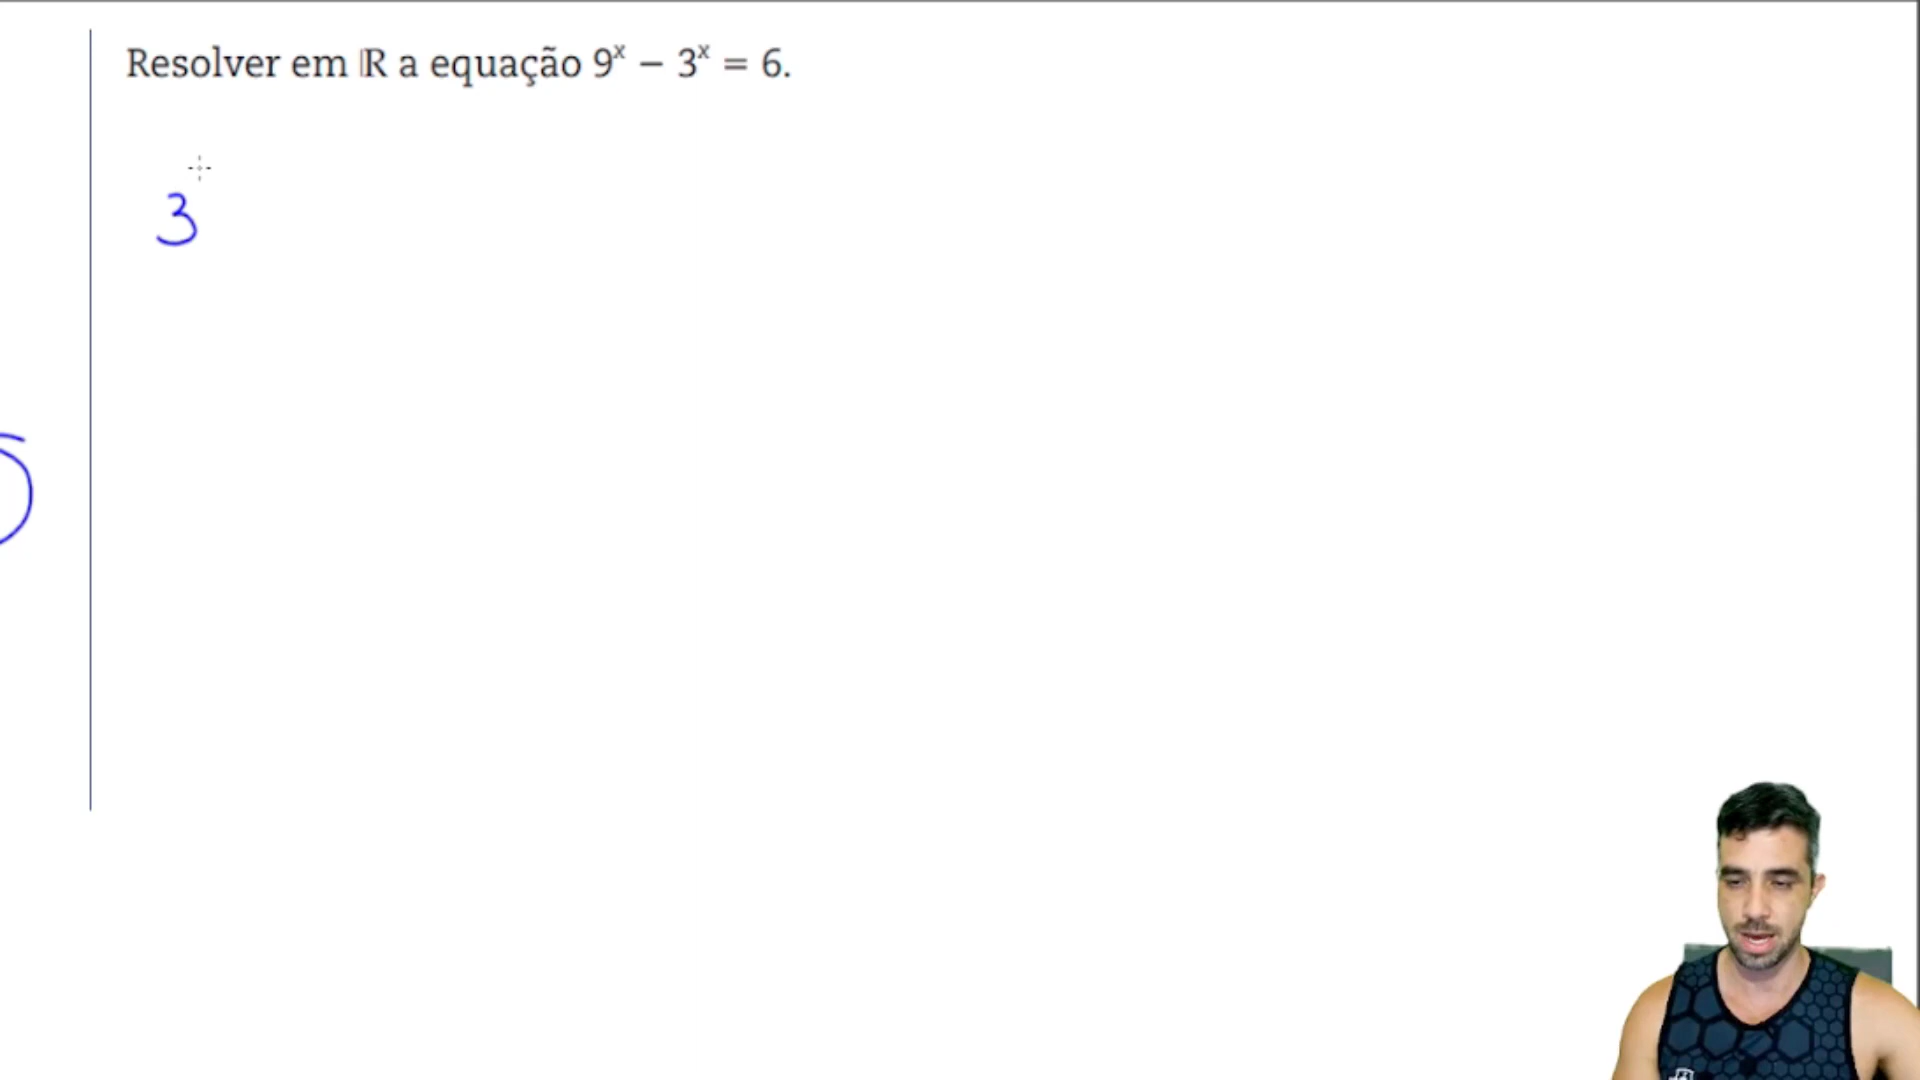 Resolver em ℝ a equação 9ˣ − 3ˣ = 6.
3